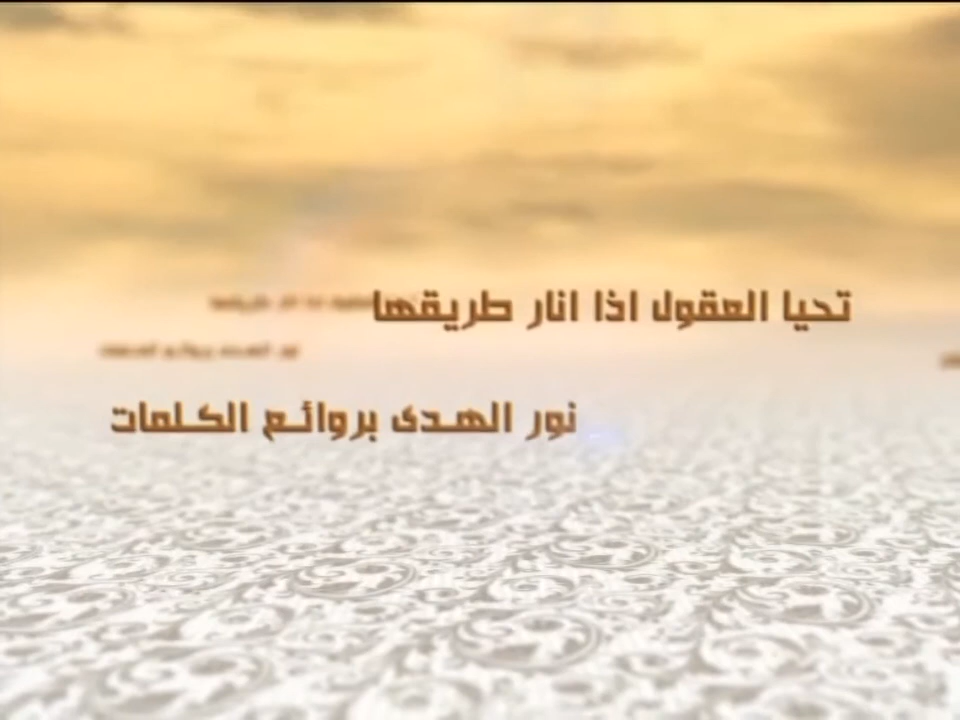 تحيا العقول اذا انار طريقها
نور الهدى بروائع الكلمات